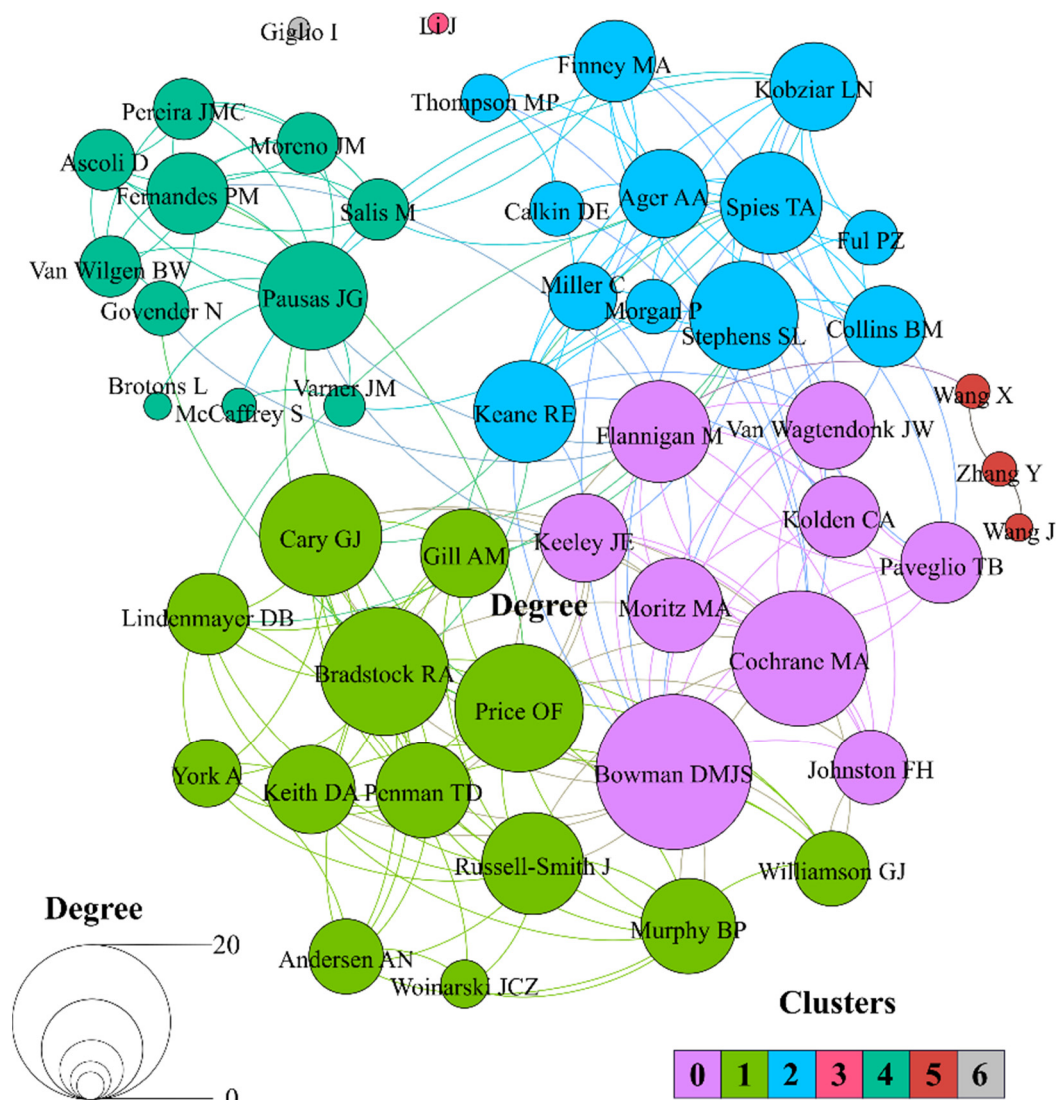 Giglio I
Li J
Finney MA
Thompson MP
Kobziar LN
Pereira JMC
Moreno JM
Ascoli D
Fernandes PM
Salis M
Ager AA
Spies TA
Calkin DE
Ful PZ
Van Wilgen BW
Pausas JG
Govender N
Miller C
Morgan P
Stephens SL
Collins BM
Brotons L
McCaffrey S
Varner JM
Keane RE
Flannigan M
Van Wagtendonk JW
Wang X
Zhang Y
Wang J
Cary GJ
Gill AM
Keeley JE
Kolden CA
Paveglio TB
Degree
Lindenmayer DB
Moritz MA
Bradstock RA
Price OF
Cochrane MA
Bowman DMJS
Johnston FH
York A
Keith DA
Penman TD
Russell-Smith J
Williamson GJ
Murphy BP
Andersen AN
Woinarski JCZ
Degree
20
0
Clusters
0 1 2 3 4 5 6